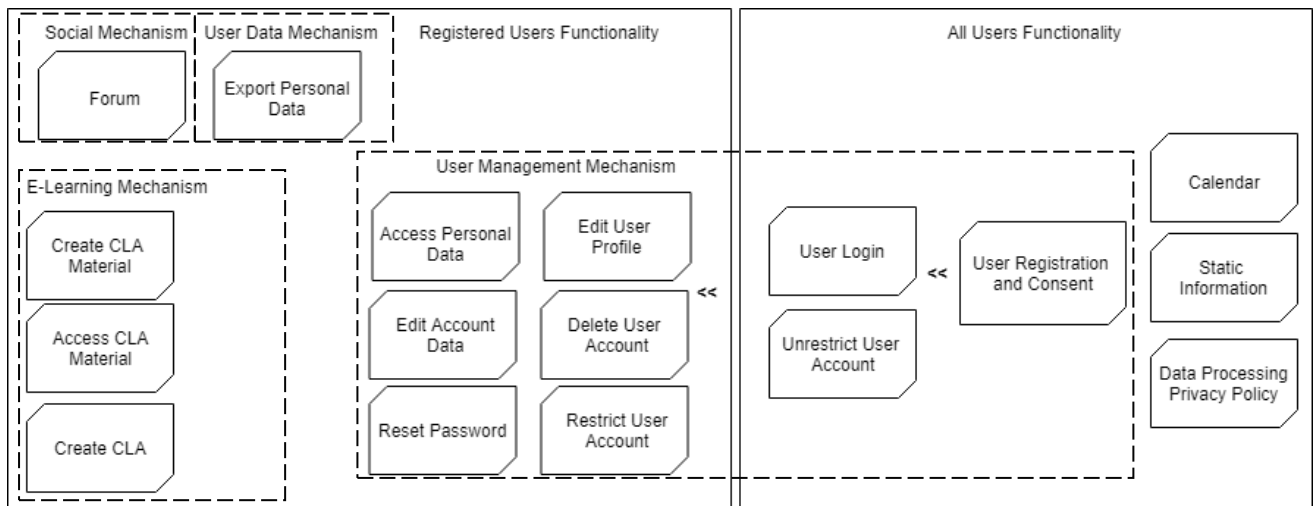 Social Mechanism
User Data Mechanism
Registered Users Functionality
All Users Functionality
Forum
Export Personal
Data
E-Learning Mechanism
Create CLA
Material
Access CLA
Material
Create CLA
User Management Mechanism
Access Personal
Data
Edit User
Profile
Edit Account
Data
Delete User
Account
Reset Password
Restrict User
Account
<<
User Login
<<
User Registration
and Consent
Unrestrict User
Account
Calendar
Static
Information
Data Processing
Privacy Policy